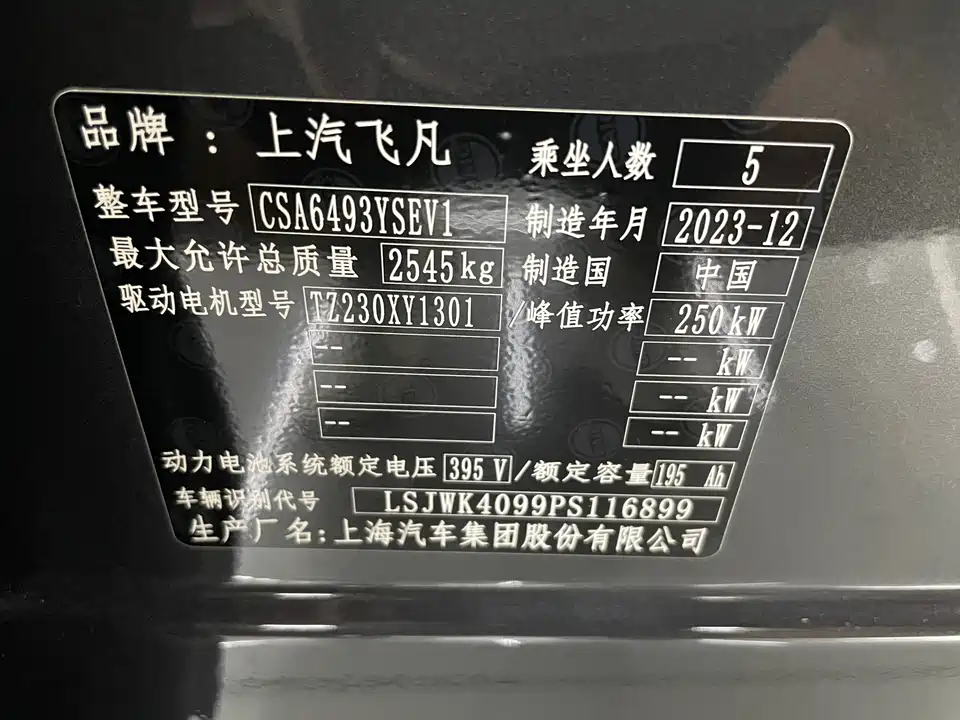 品牌：上汽飞凡 乘坐人数 5
整车型号 CSA6493YSEV1 制造年月 2023-12
最大允许总质量 2545kg 制造国 中国
驱动电机型号 TZ230XY1301 /峰值功率 250kW
-- -- kW
-- -- kW
-- -- kW
动力电池系统额定电压 395 V/额定容量 195 Ah
车辆识别代号 LSJWK4099PS116899
生产厂名：上海汽车集团股份有限公司